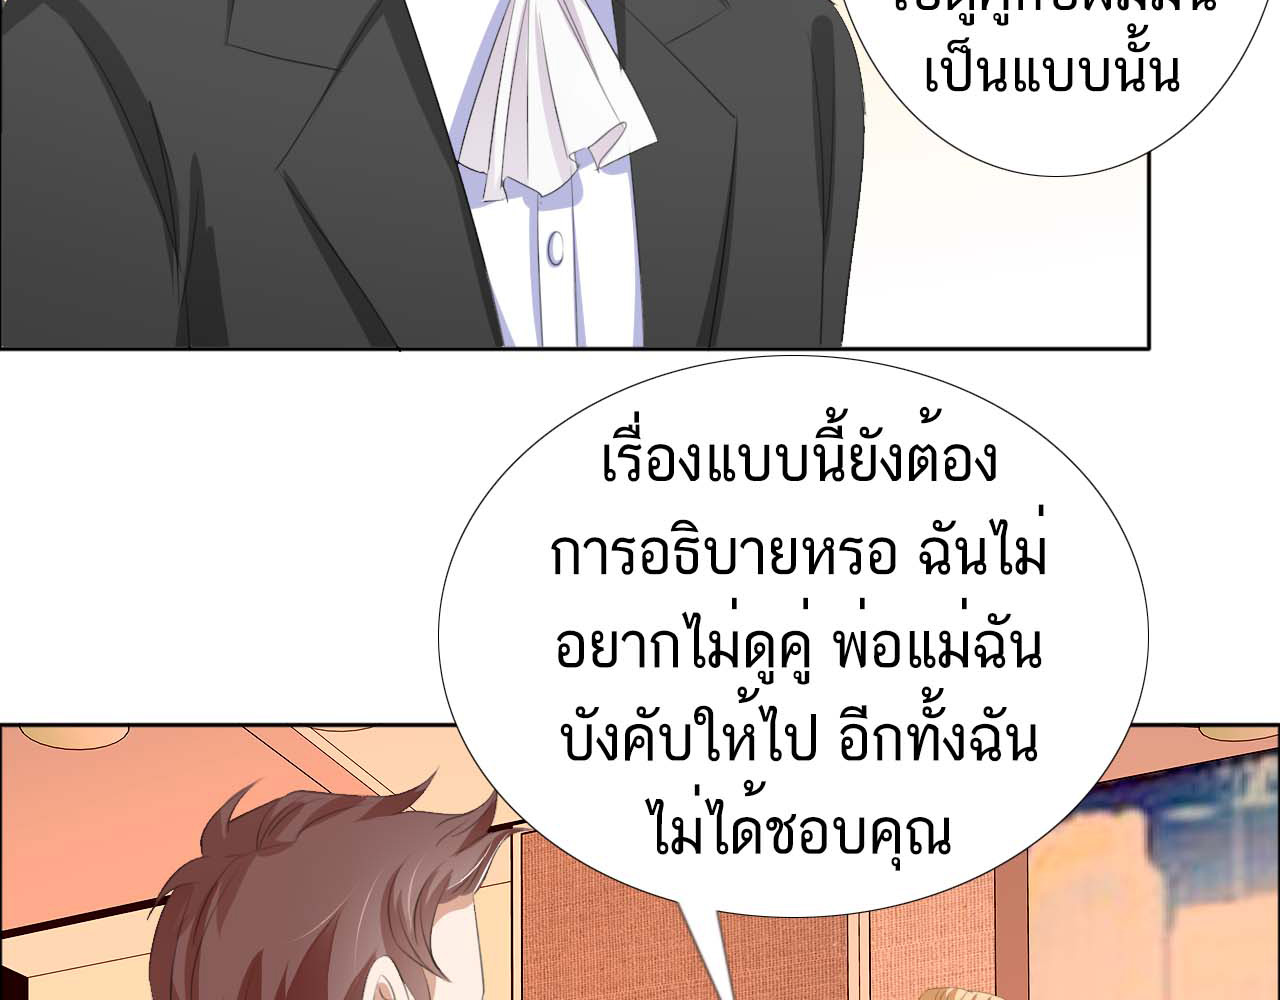 เป็นแบบนั้น
เรื่องแบบนี้ยังต้อง
การอธิบายหรอ ฉันไม่
อยากไม่ดูคู่ พ่อแม่ฉัน
บังคับให้ไป อีกทั้งฉัน
ไม่ได้ชอบคุณ